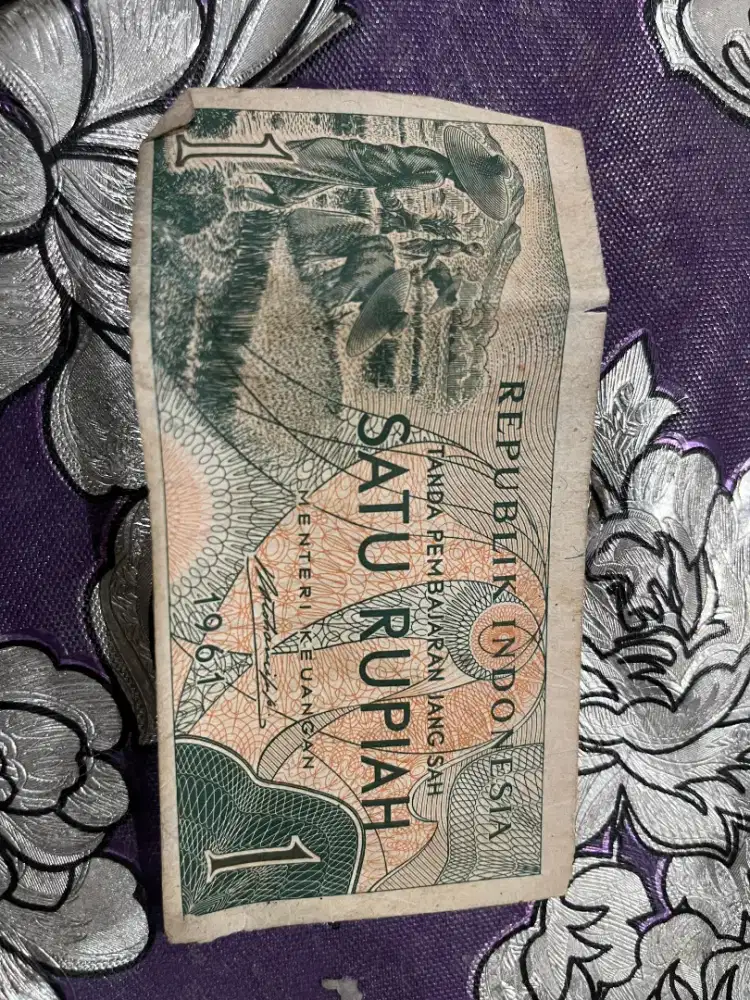 1
REPUBLIK INDONESIA
TANDA PEMBAJARAN JANG SAH
SATU RUPIAH
MENTERI KEUANGAN
1961
1